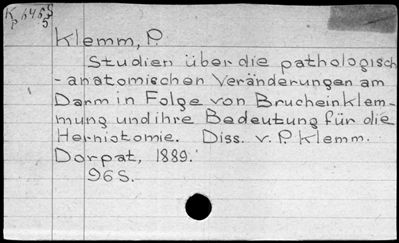 Klemm, P.
Studien über die pathologisch
-anatomischen Veränderungen am
Darm in Folge von Brucheinklem-
mung und ihre Bedeutung für die
Herniotomie. Diss. v. P. Klemm.
Dorpat, 1889.
96 S.